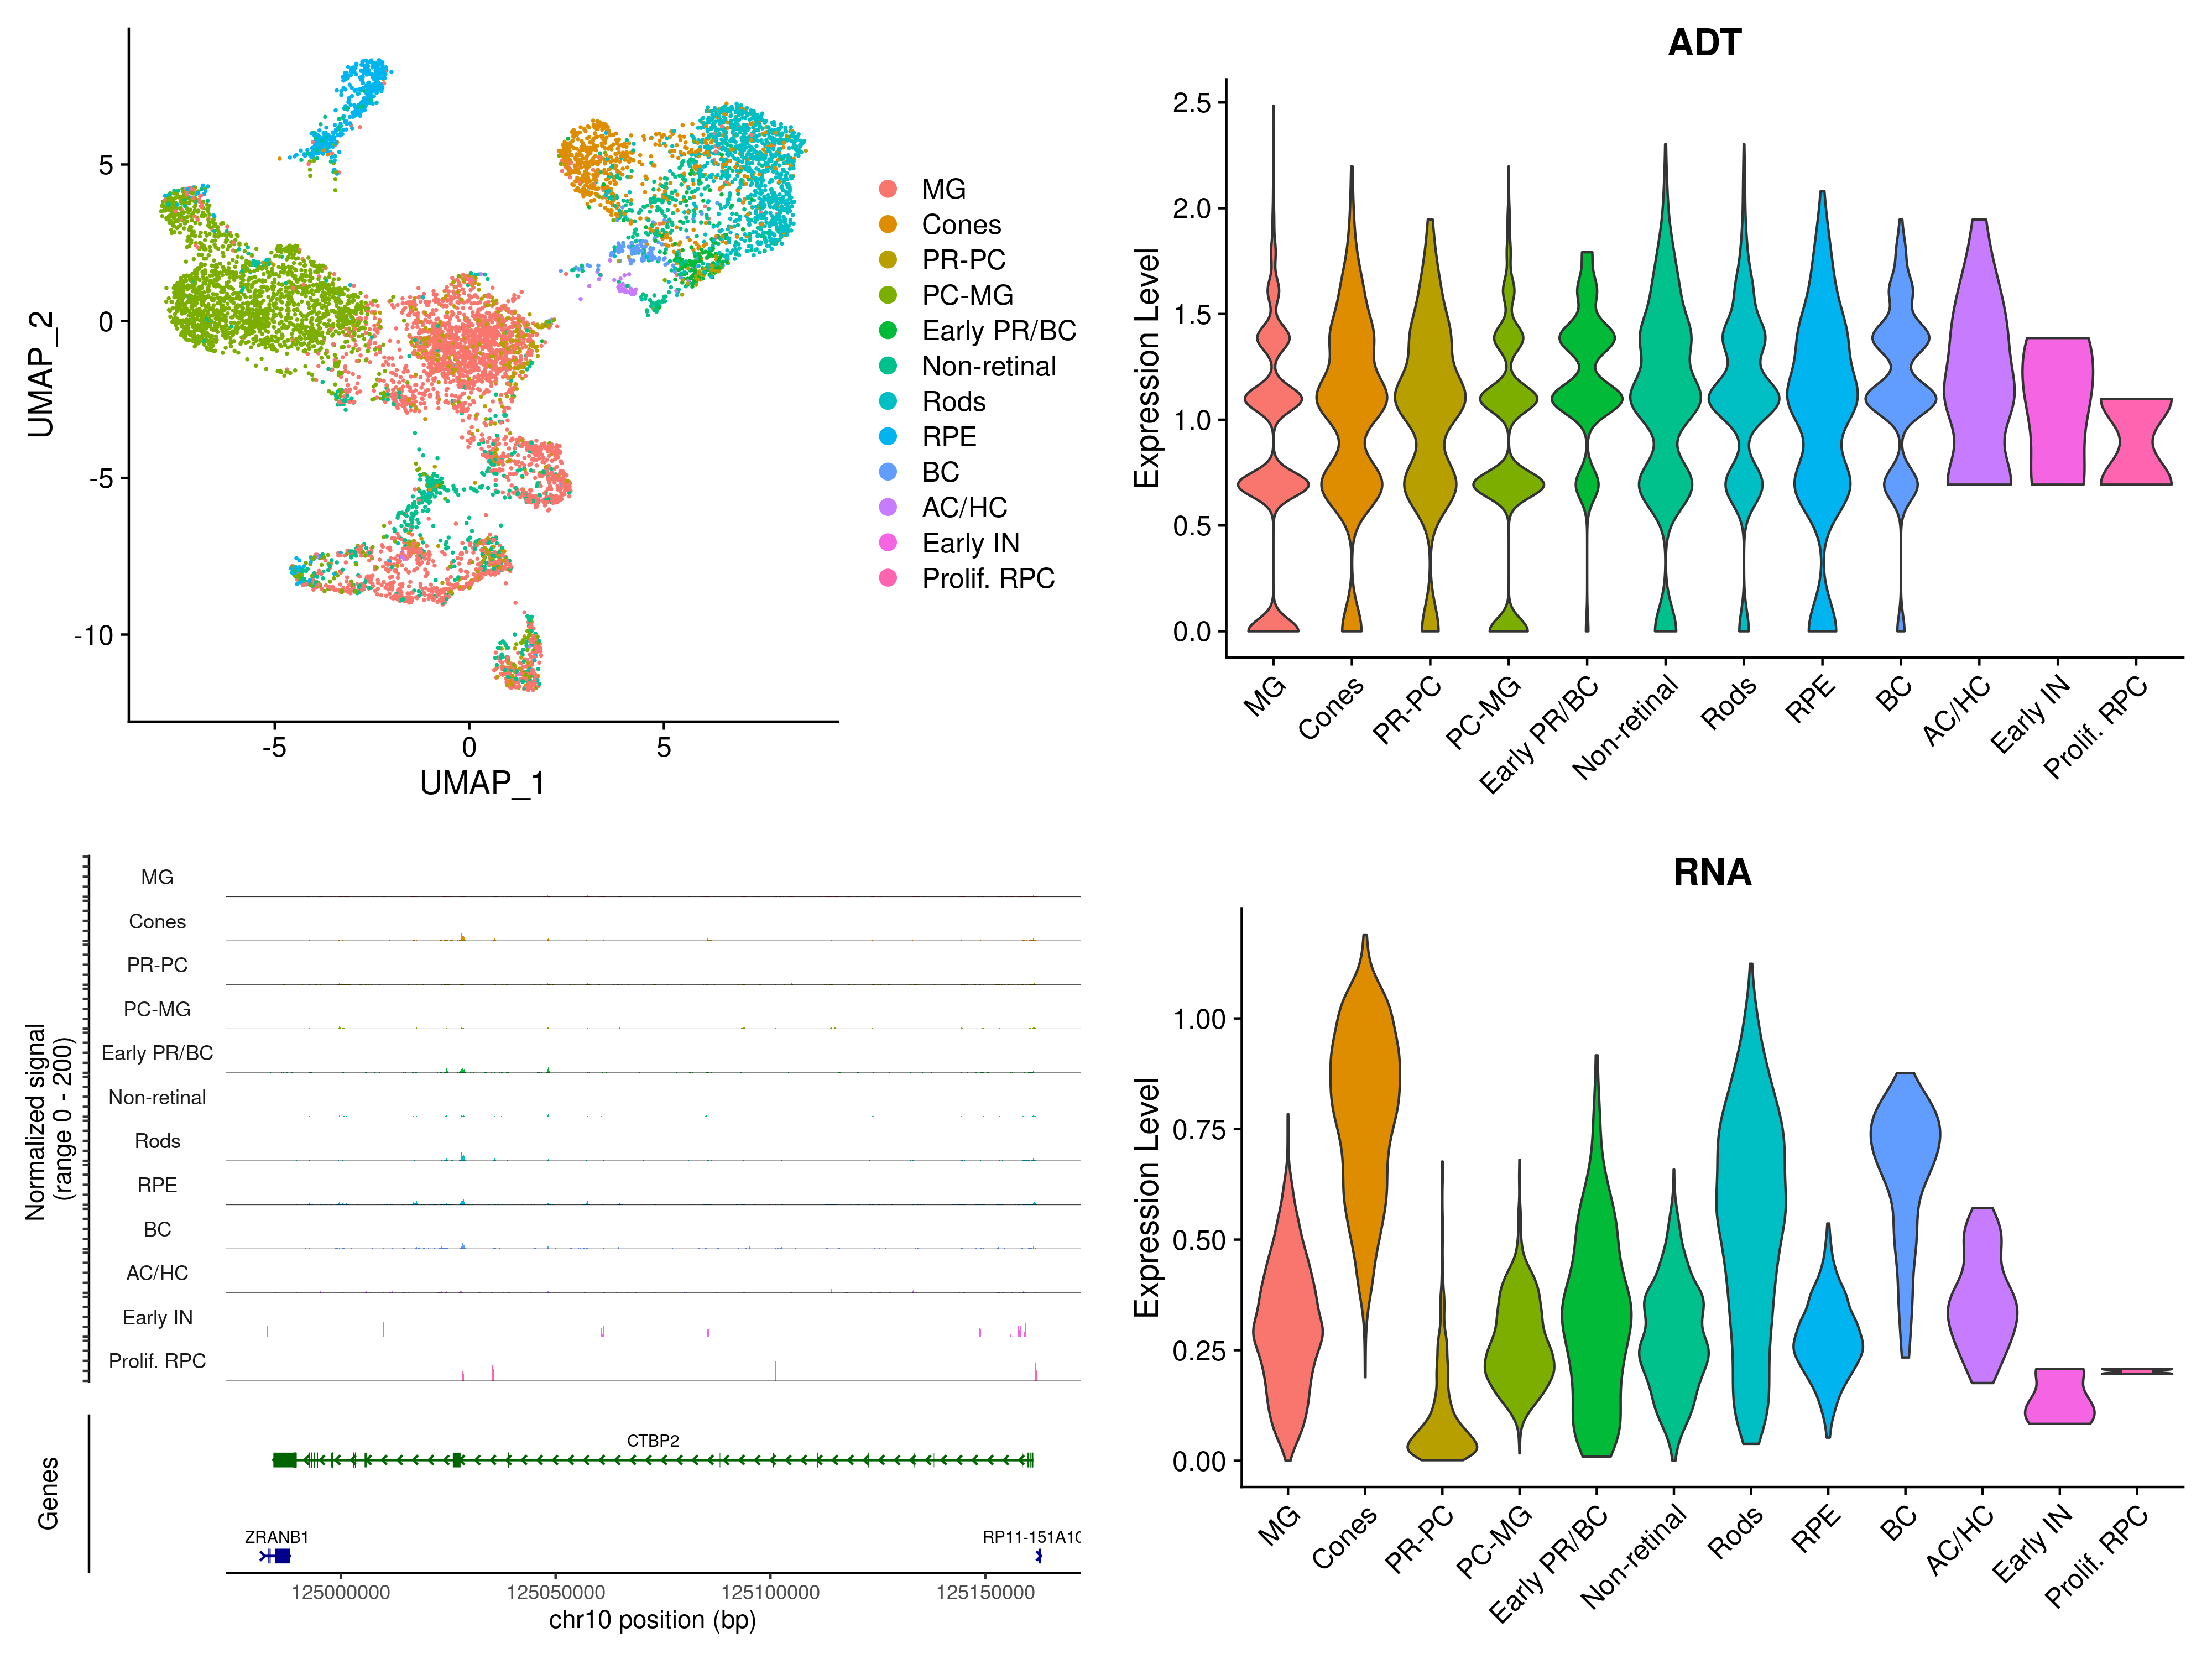 UMAP_2
5
0
-5
-10
-5
0
5
UMAP_1
MG
Cones
PR-PC
PC-MG
Early PR/BC
Non-retinal
Rods
RPE
BC
AC/HC
Early IN
Prolif. RPC
ADT
Expression Level
2.5
2.0
1.5
1.0
0.5
0.0
MG
Cones
PR-PC
PC-MG
Early PR/BC
Non-retinal
Rods
RPE
BC
AC/HC
Early IN
Prolif. RPC
Normalized signal
(range 0 - 200)
MG
Cones
PR-PC
PC-MG
Early PR/BC
Non-retinal
Rods
RPE
BC
AC/HC
Early IN
Prolif. RPC
Genes
CTBP2
ZRANB1
RP11-151A10
125000000
125050000
125100000
125150000
chr10 position (bp)
RNA
Expression Level
1.00
0.75
0.50
0.25
0.00
MG
Cones
PR-PC
PC-MG
Early PR/BC
Non-retinal
Rods
RPE
BC
AC/HC
Early IN
Prolif. RPC